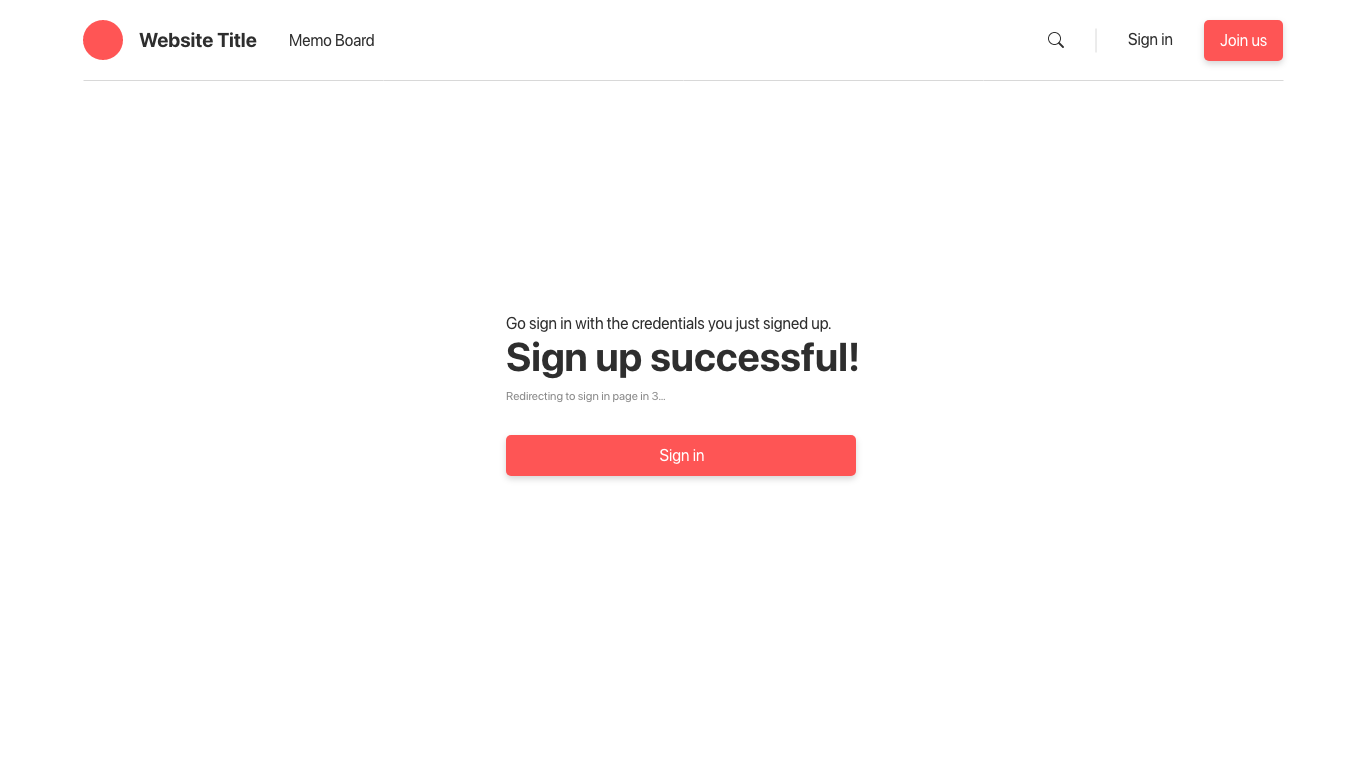 Website Title
Memo Board
Sign in
Join us
Go sign in with the credentials you just signed up.
Sign up successful!
Redirecting to sign in page in 3...
Sign in